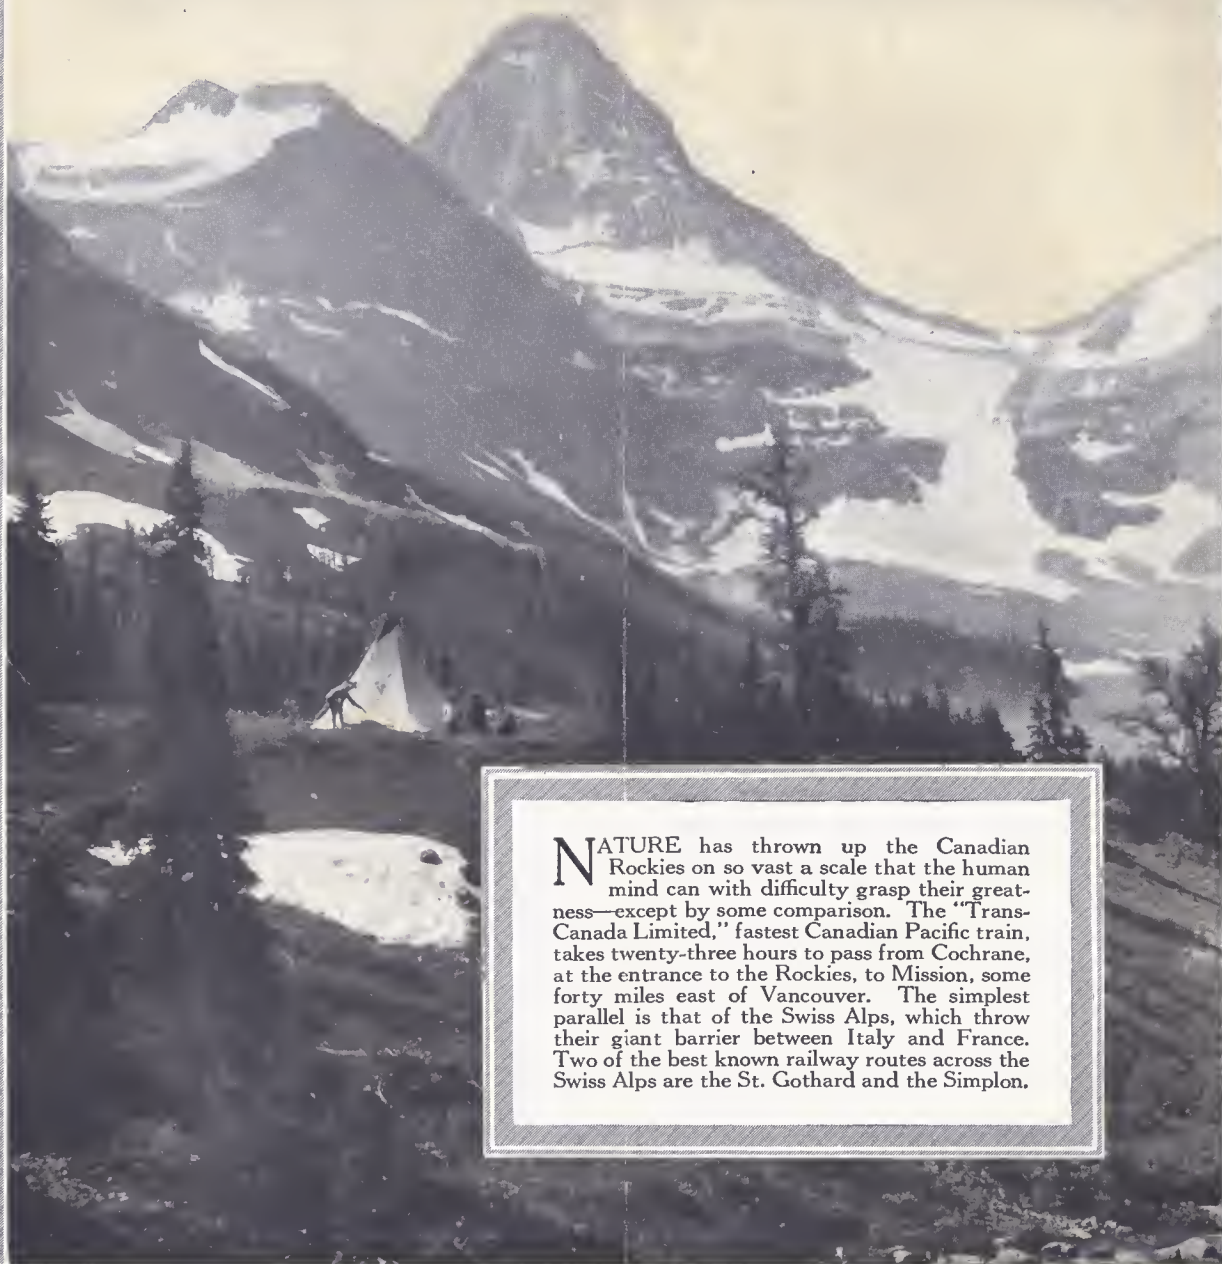 NATURE has thrown up the Canadian
Rockies on so vast a scale that the human
mind can with difficulty grasp their great-
ness—except by some comparison. The "Trans-
Canada Limited," fastest Canadian Pacific train,
takes twenty-three hours to pass from Cochrane,
at the entrance to the Rockies, to Mission, some
forty miles east of Vancouver. The simplest
parallel is that of the Swiss Alps, which throw
their giant barrier between Italy and France.
Two of the best known railway routes across the
Swiss Alps are the St. Gothard and the Simplon.